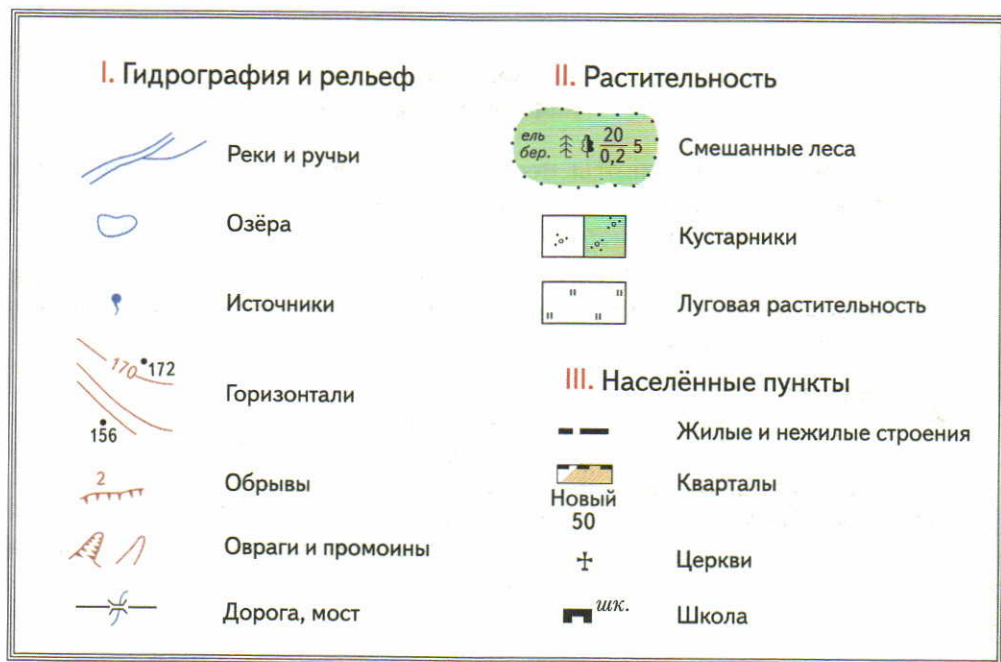 I. Гидрография и рельеф
Реки и ручьи
Озёра
Источники
170 172
156
Горизонтали
2
Обрывы
Овраги и промоины
Дорога, мост
II. Растительность
ель
бер.
20
0,2
5
Смешанные леса
Кустарники
Луговая растительность
III. Населённые пункты
Жилые и нежилые строения
Новый
50
Кварталы
Церкви
шк.
Школа